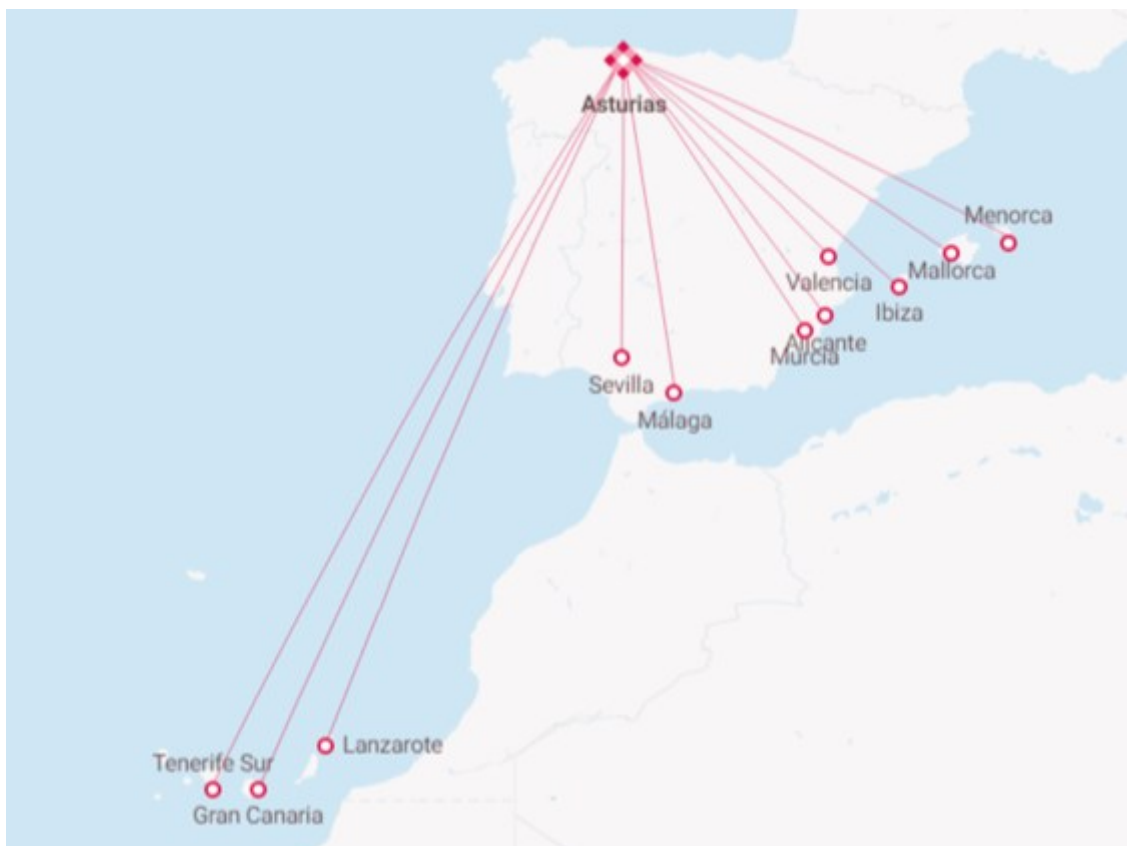 Asturias
Menorca
Mallorca
Valencia
Ibiza
Alicante
Murcia
Sevilla
Málaga
Lanzarote
Tenerife Sur
Gran Canaria